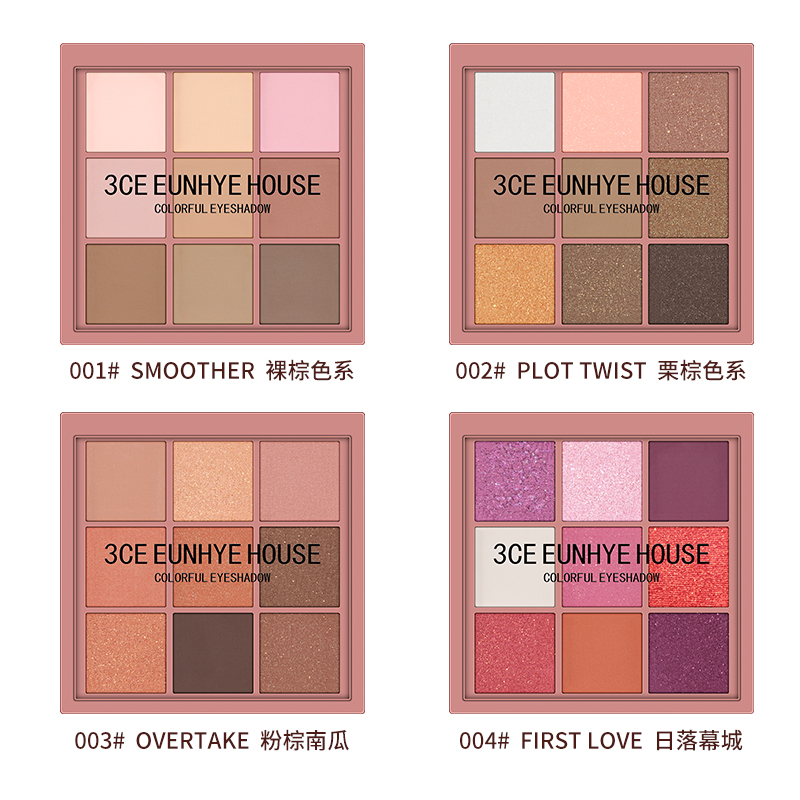 3CE EUNHYE HOUSE
COLORFUL EYESHADOW
001# SMOOTHER 裸棕色系
3CE EUNHYE HOUSE
COLORFUL EYESHADOW
002# PLOT TWIST 栗棕色系
3CE EUNHYE HOUSE
COLORFUL EYESHADOW
003# OVERTAKE 粉棕南瓜
3CE EUNHYE HOUSE
COLORFUL EYESHADOW
004# FIRST LOVE 日落幕城